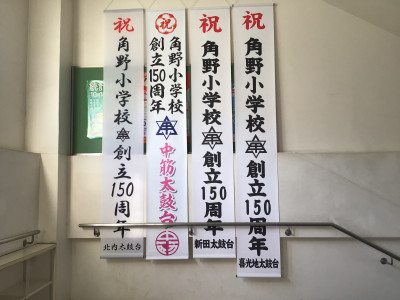 祝
角野小学校
創立150周年
北内太鼓台
祝
角野小学校
創立150周年
中筋太鼓台
祝
角野小学校
創立150周年
新田太鼓台
祝
角野小学校
創立150周年
喜光地太鼓台